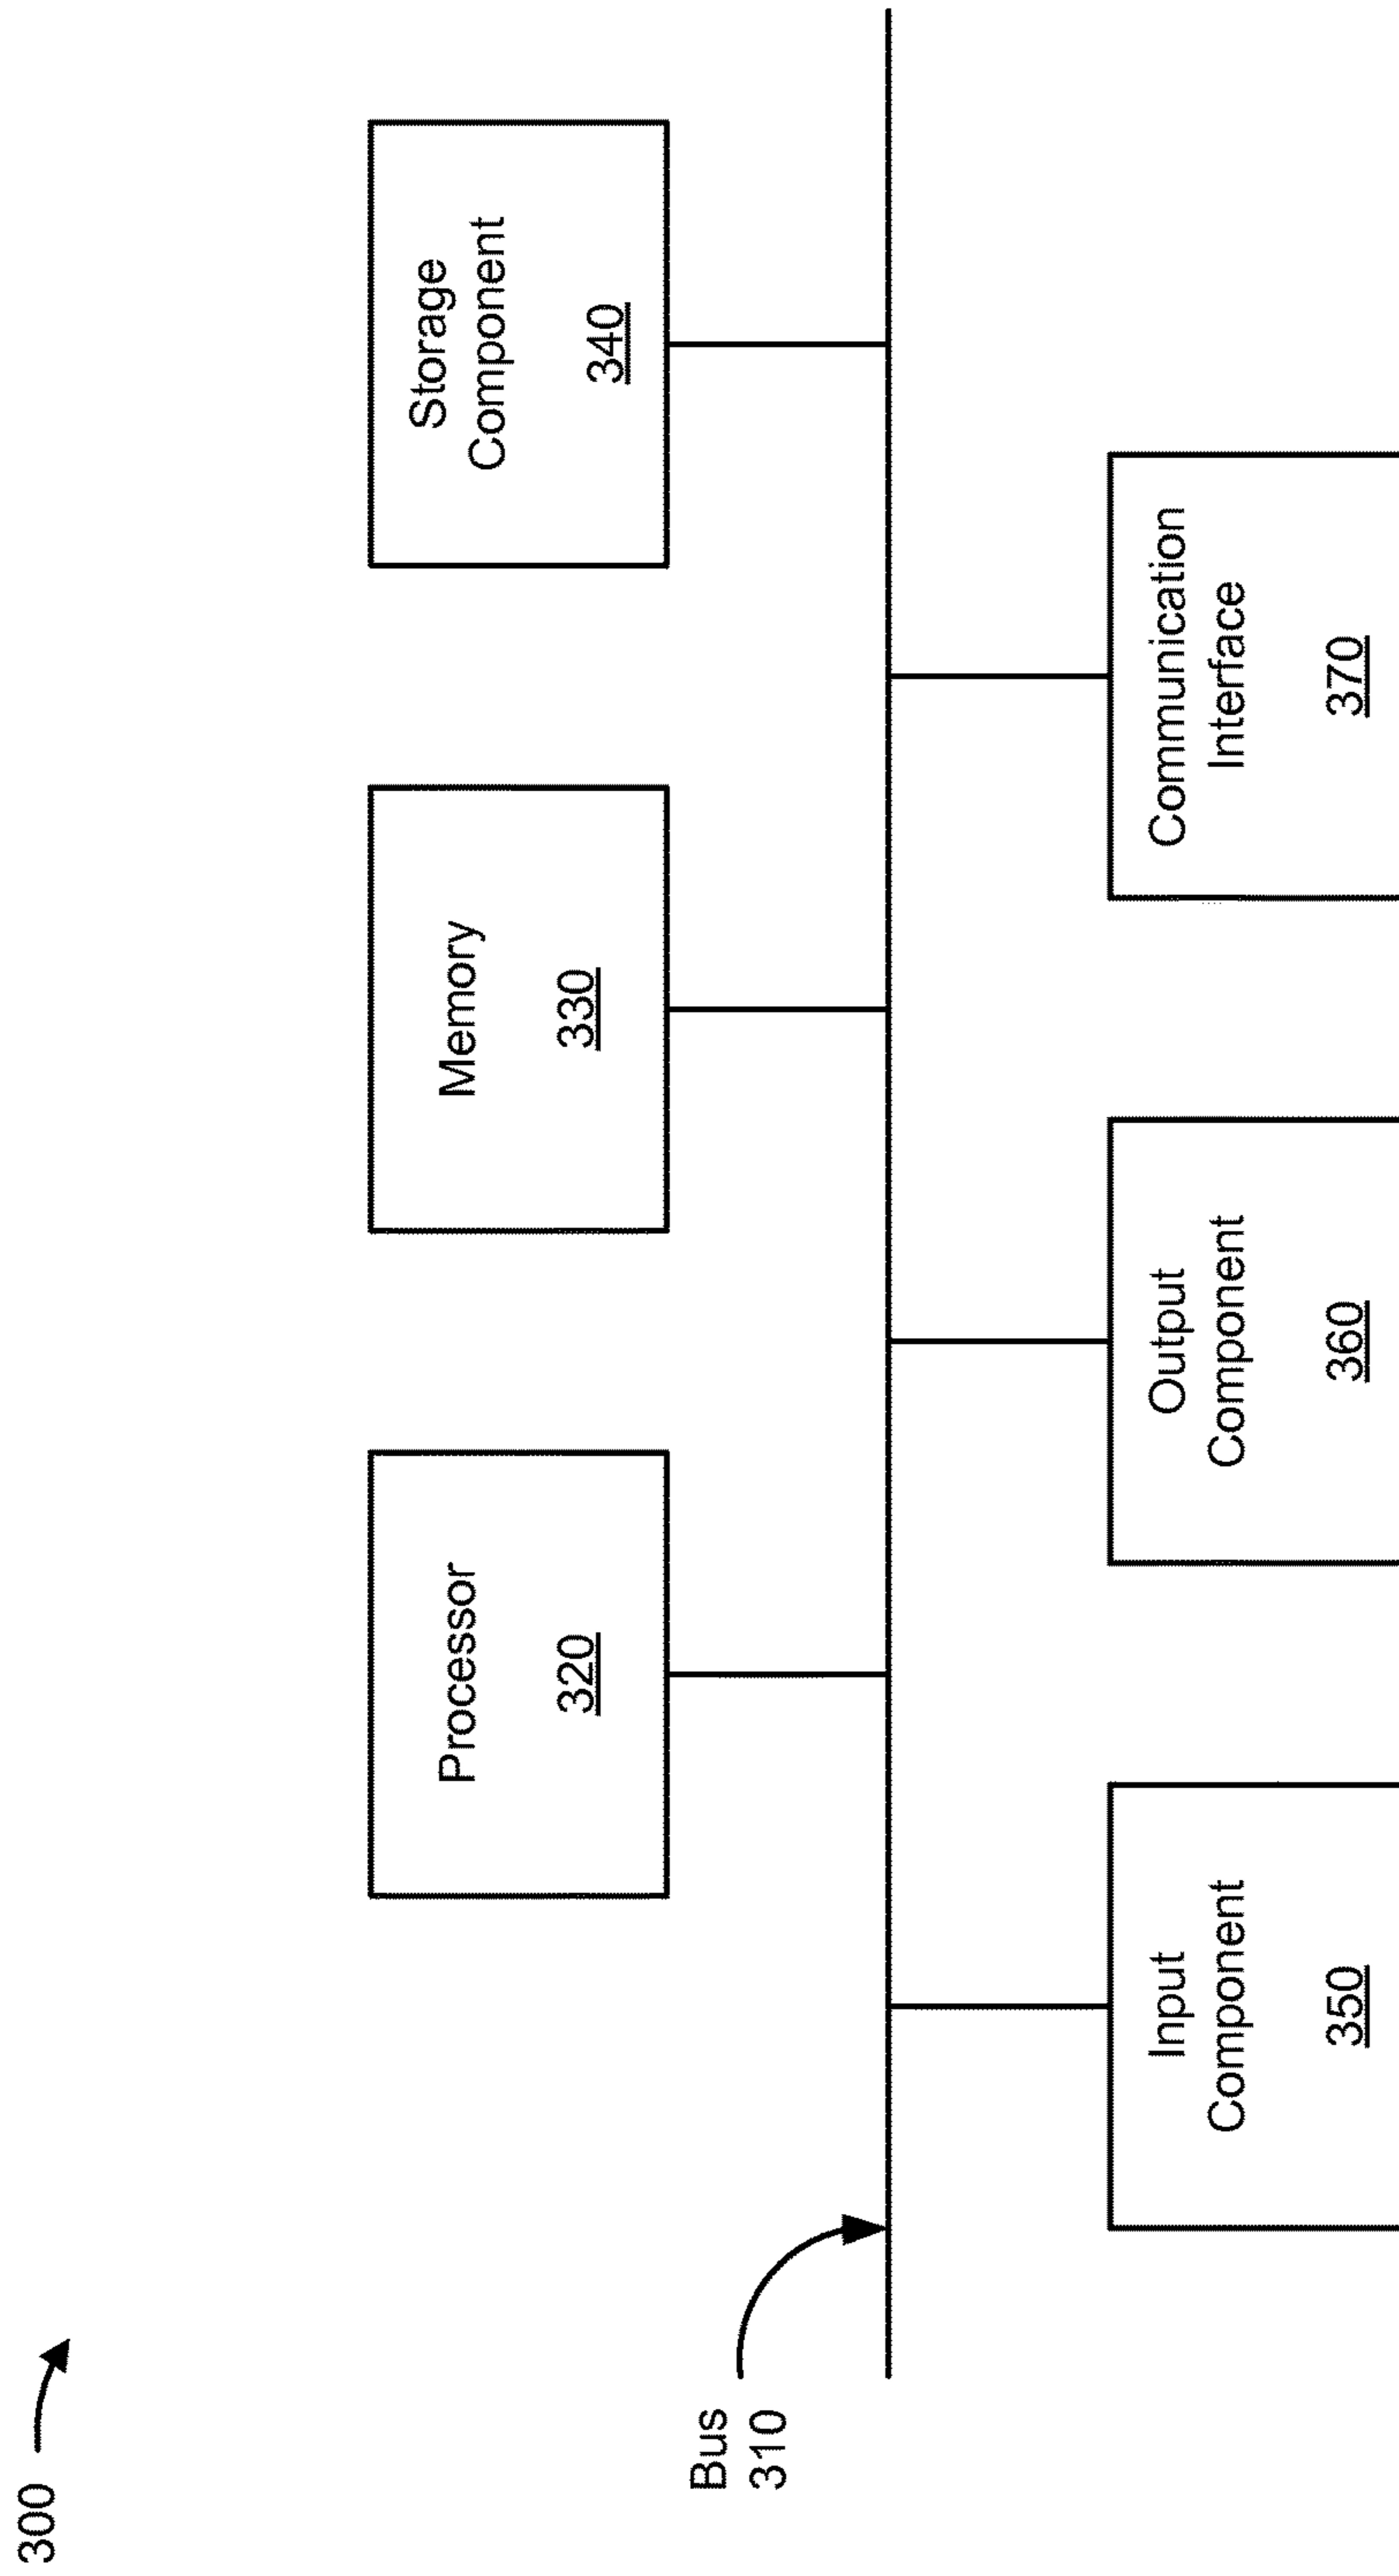 300
Processor
320
Memory
330
Storage
Component
340
Bus
310
Input
Component
350
Output
Component
360
Communication
Interface
370